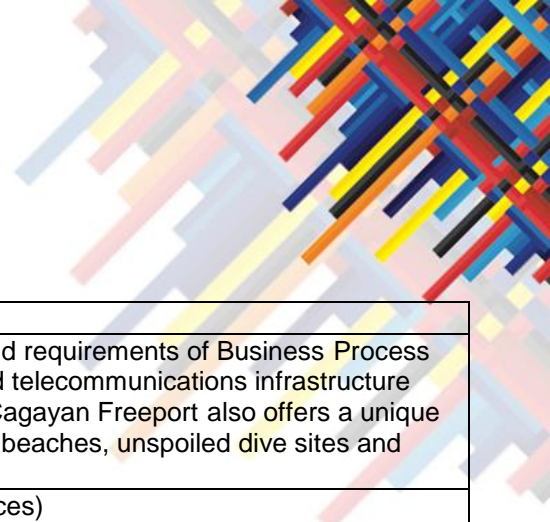 d requirements of Business Process
d telecommunications infrastructure
Cagayan Freeport also offers a unique
beaches, unspoiled dive sites and
ces)